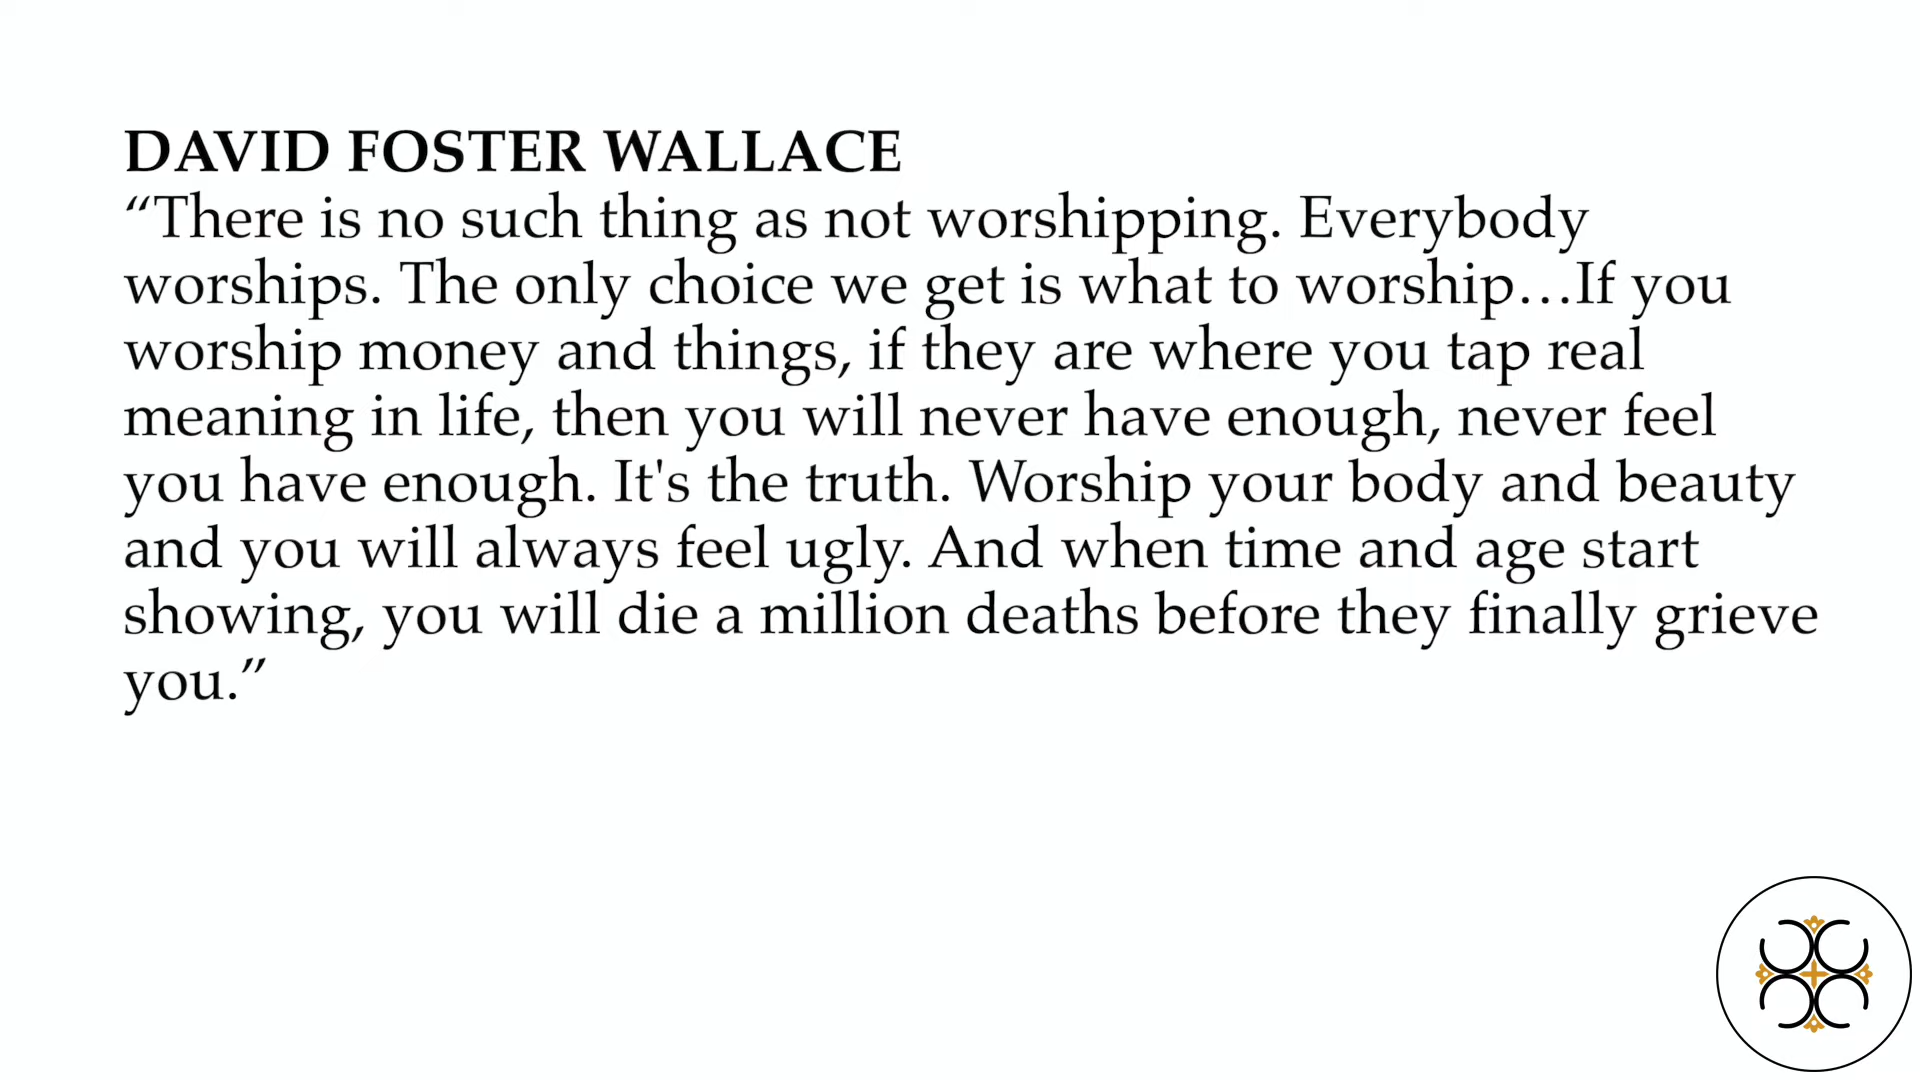 DAVID FOSTER WALLACE
“There is no such thing as not worshipping. Everybody
worships. The only choice we get is what to worship…If you
worship money and things, if they are where you tap real
meaning in life, then you will never have enough, never feel
you have enough. It's the truth. Worship your body and beauty
and you will always feel ugly. And when time and age start
showing, you will die a million deaths before they finally grieve
you.”